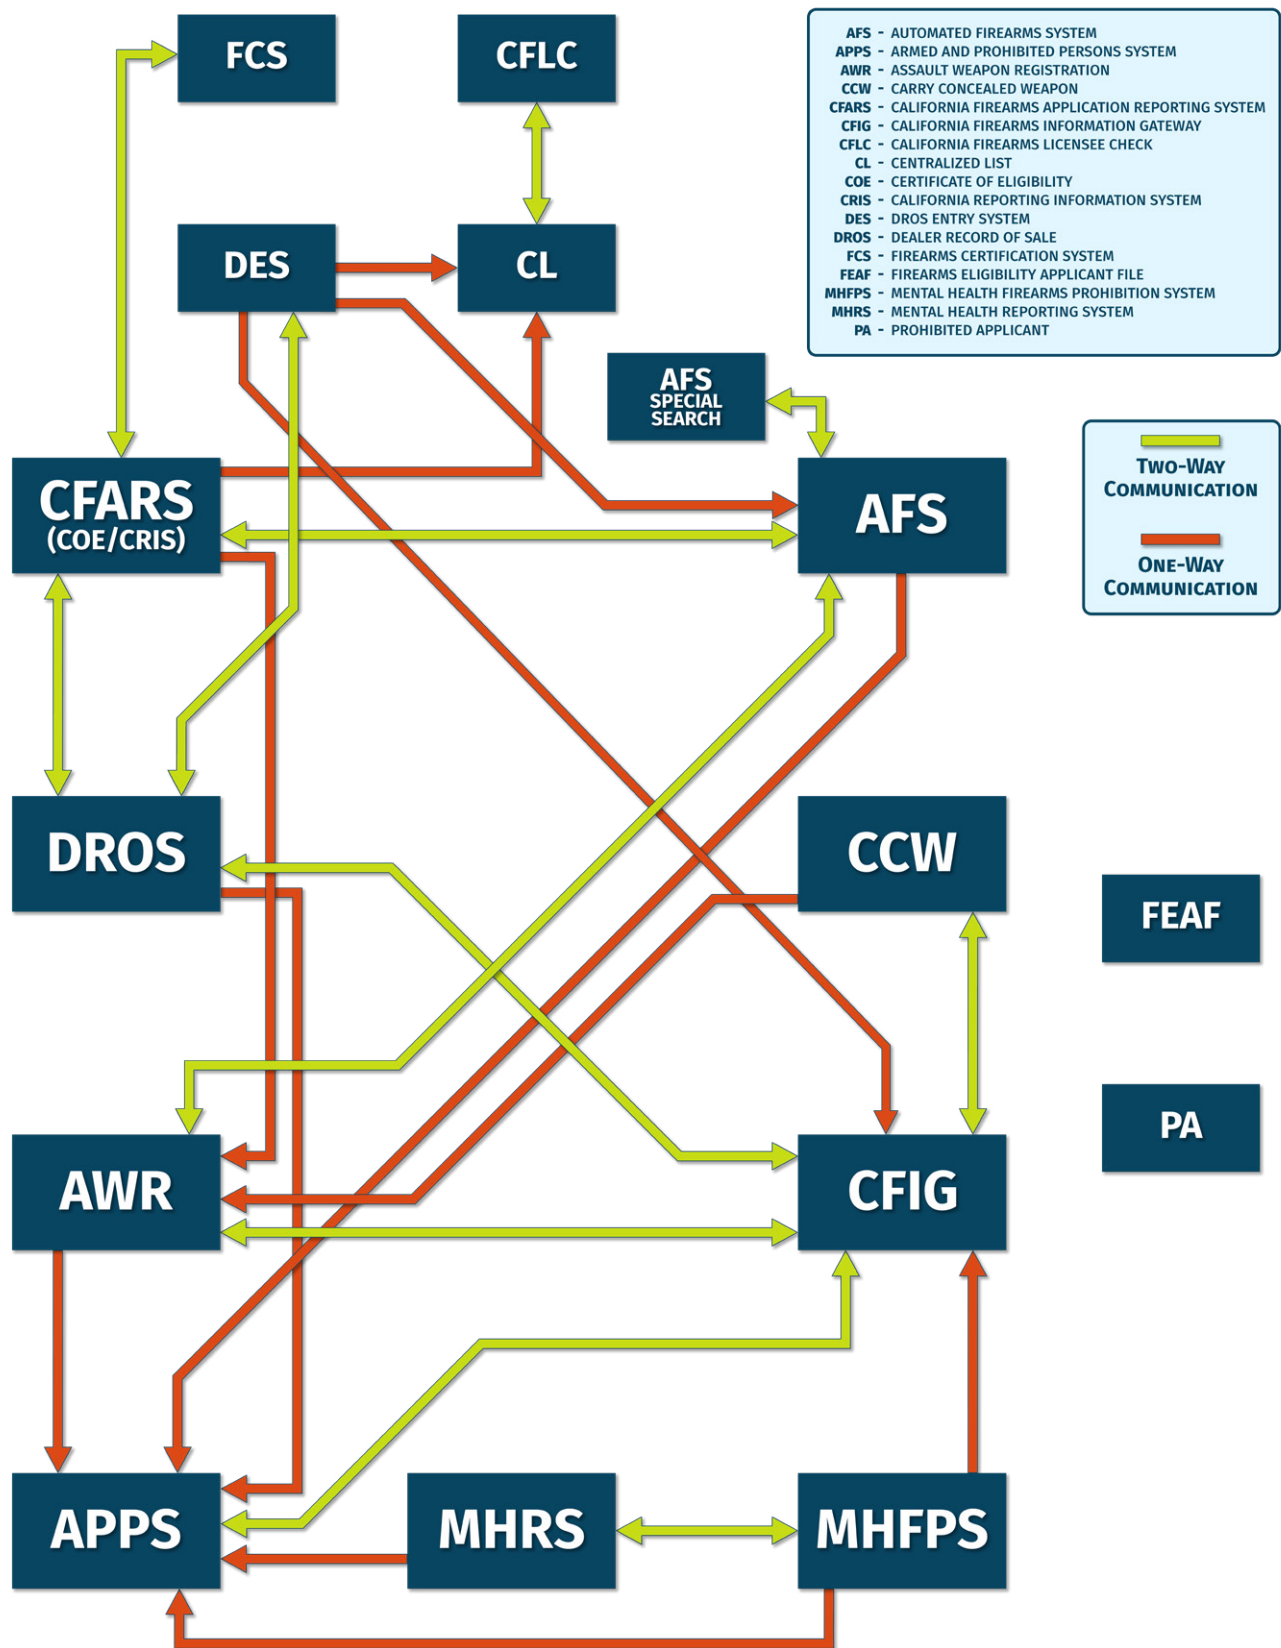 FCS
CFLC
AFS - AUTOMATED FIREARMS SYSTEM
APPS - ARMED AND PROHIBITED PERSONS SYSTEM
AWR - ASSAULT WEAPON REGISTRATION
CCW - CARRY CONCEALED WEAPON
CFARS - CALIFORNIA FIREARMS APPLICATION REPORTING SYSTEM
CFIG - CALIFORNIA FIREARMS INFORMATION GATEWAY
CFLC - CALIFORNIA FIREARMS LICENSEE CHECK
CL - CENTRALIZED LIST
COE - CERTIFICATE OF ELIGIBILITY
CRIS - CALIFORNIA REPORTING INFORMATION SYSTEM
DES - DROS ENTRY SYSTEM
DROS - DEALER RECORD OF SALE
FCS - FIREARMS CERTIFICATION SYSTEM
FEAF - FIREARMS ELIGIBILITY APPLICANT FILE
MHFPS - MENTAL HEALTH FIREARMS PROHIBITION SYSTEM
MHRS - MENTAL HEALTH REPORTING SYSTEM
PA - PROHIBITED APPLICANT
DES
CL
AFS
SPECIAL
SEARCH
CFARS
(COE/CRIS)
AFS
TWO-WAY
COMMUNICATION
ONE-WAY
COMMUNICATION
DROS
CCW
FEAF
PA
AWR
CFIG
APPS
MHRS
MHFPS